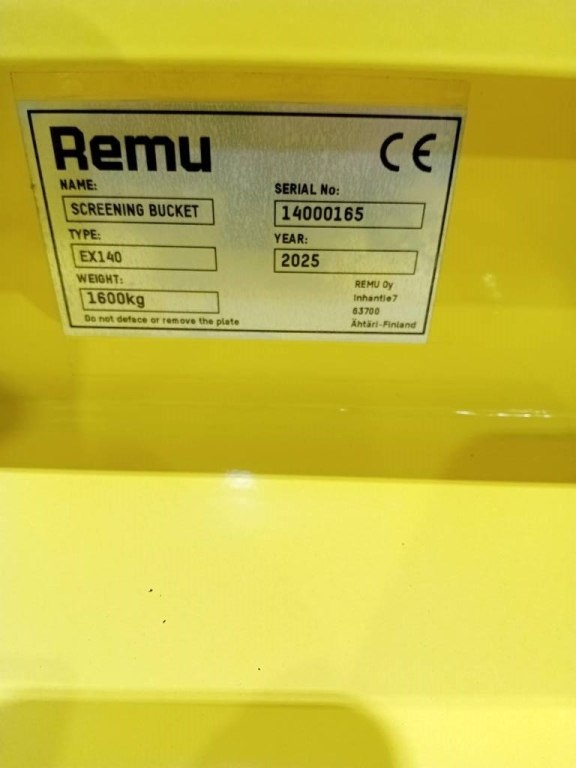 Remu
CE
NAME:
SCREENING BUCKET
SERIAL No:
14000165
TYPE:
EX140
YEAR:
2025
WEIGHT:
1600kg
REMU Oy
Inhantie7
63700
Ähtäri-Finland
Do not deface or remove the plate